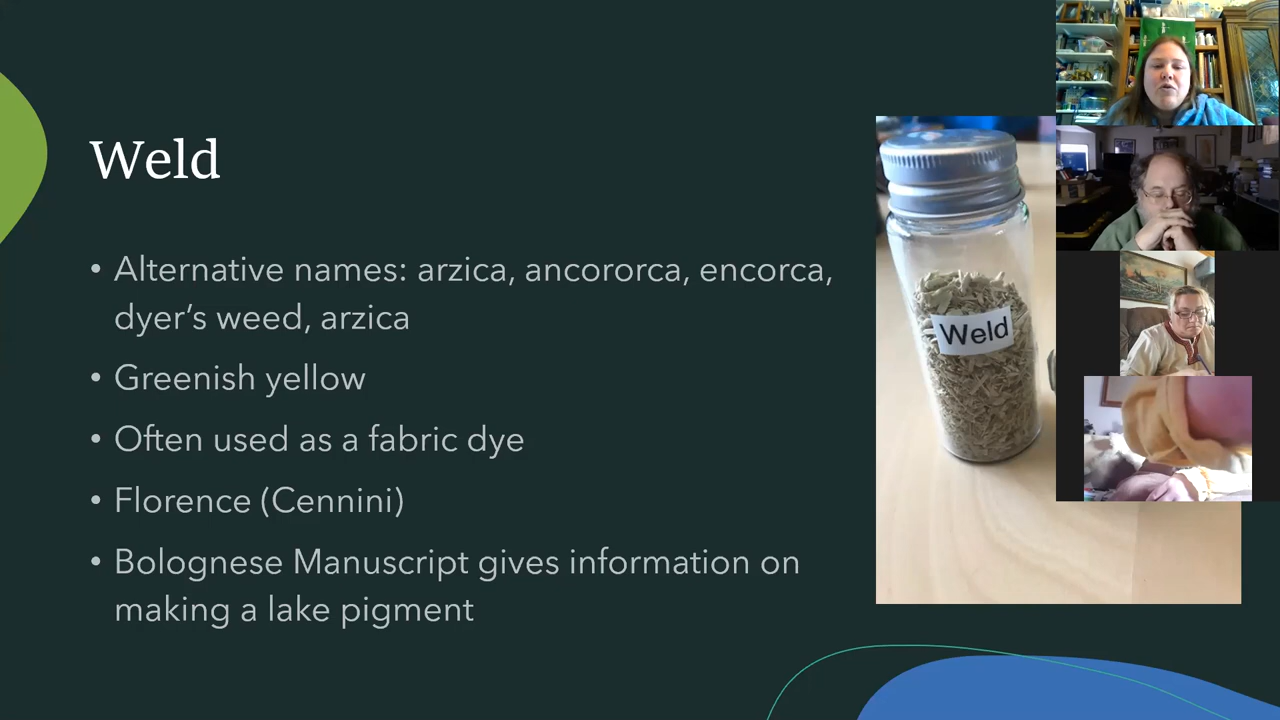 Weld
• Alternative names: arzica, ancororca, encorca,
dyer’s weed, arzica
• Greenish yellow
• Often used as a fabric dye
• Florence (Cennini)
• Bolognese Manuscript gives information on
making a lake pigment
Weld